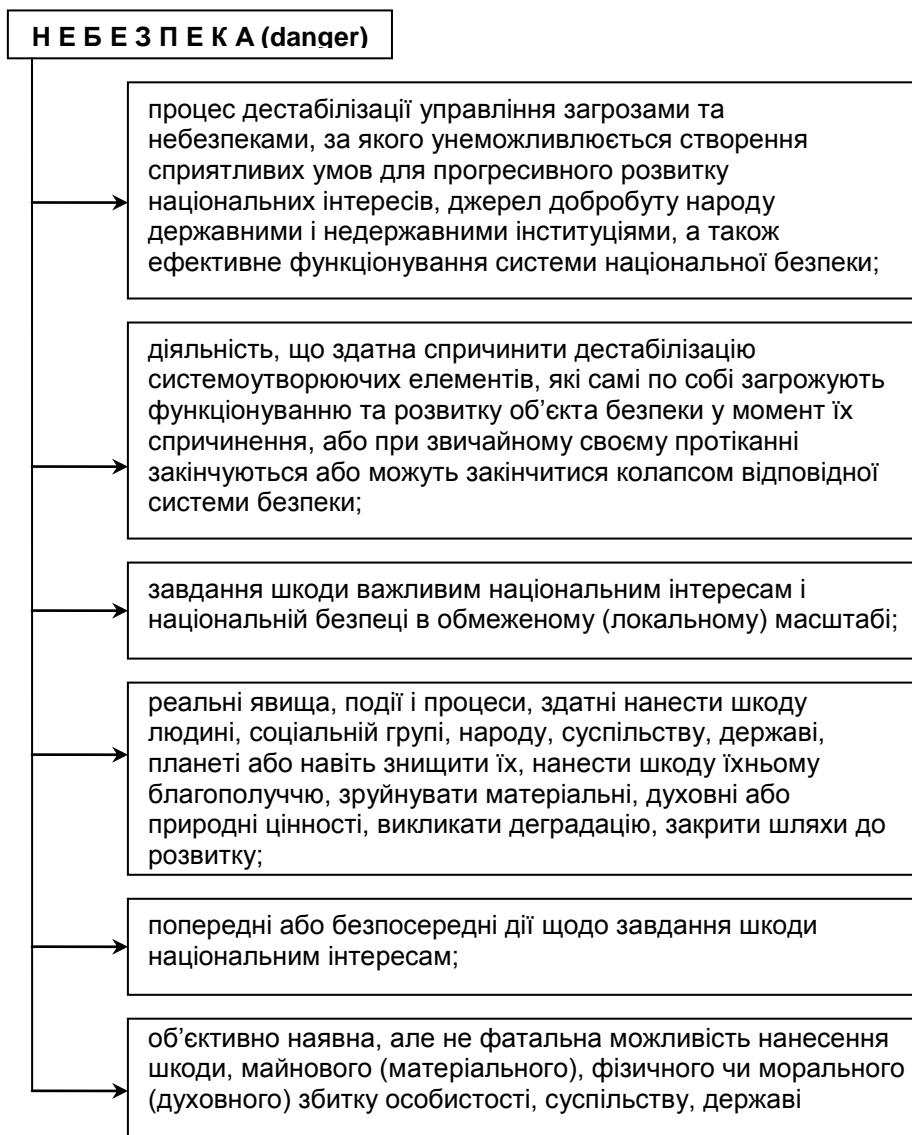 Н Е Б Е З П Е К А (danger)
процес дестабілізації управління загрозами та
небезпеками, за якого унеможливлюється створення
сприятливих умов для прогресивного розвитку
національних інтересів, джерел добробуту народу
державними і недержавними інституціями, а також
ефективне функціонування системи національної безпеки;
діяльність, що здатна спричинити дестабілізацію
системоутворюючих елементів, які самі по собі загрожують
функціонуванню та розвитку об’єкта безпеки у момент їх
спричинення, або при звичайному своєму протіканні
закінчуються або можуть закінчитися колапсом відповідної
системи безпеки;
завдання шкоди важливим національним інтересам і
національній безпеці в обмеженому (локальному) масштабі;
реальні явища, події і процеси, здатні нанести шкоду
людині, соціальній групі, народу, суспільству, державі,
планеті або навіть знищити їх, нанести шкоду їхньому
благополуччю, зруйнувати матеріальні, духовні або
природні цінності, викликати деградацію, закрити шляхи до
розвитку;
попередні або безпосередні дії щодо завдання шкоди
національним інтересам;
об’єктивно наявна, але не фатальна можливість нанесення
шкоди, майнового (матеріального), фізичного чи морального
(духовного) збитку особистості, суспільству, державі